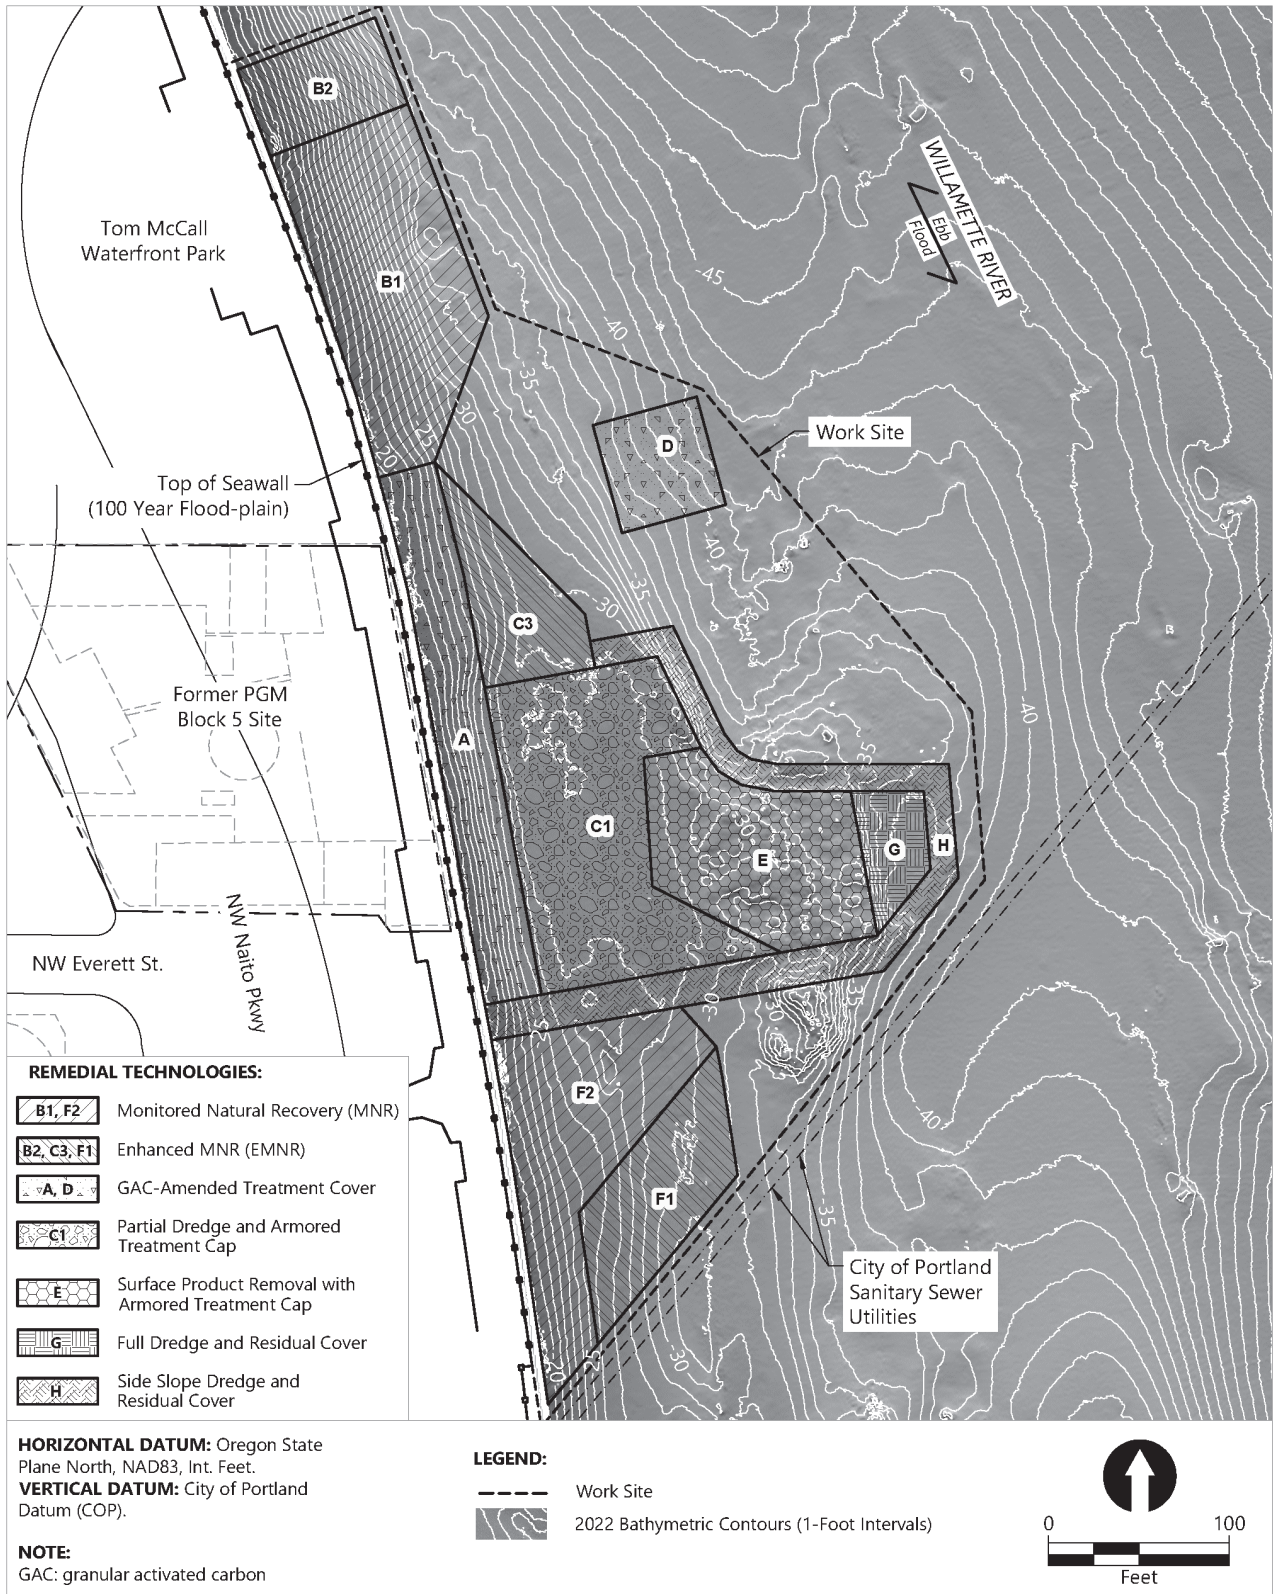 B2
Tom McCall
Waterfront Park
B1
WILLAMETTE RIVER
Ebb
Flood
-45
-40
-35
-30
-25
-20
Work Site
D
Top of Seawall
(100 Year Flood-plain)
-40
-35
-30
C3
Former PGM
Block 5 Site
A
-40
-35
C1
-30
E
G
H
NW Everett St.
NW Naito Pkwy
-30
-35
-30
-25
F2
-40
F1
-35
City of Portland
Sanitary Sewer
Utilities
-30
-25
-20
REMEDIAL TECHNOLOGIES:
B1, F2 Monitored Natural Recovery (MNR)
B2, C3, F1 Enhanced MNR (EMNR)
A, D GAC-Amended Treatment Cover
C1 Partial Dredge and Armored
Treatment Cap
E Surface Product Removal with
Armored Treatment Cap
G Full Dredge and Residual Cover
H Side Slope Dredge and
Residual Cover
HORIZONTAL DATUM: Oregon State
Plane North, NAD83, Int. Feet.
VERTICAL DATUM: City of Portland
Datum (COP).
NOTE:
GAC: granular activated carbon
LEGEND:
Work Site
2022 Bathymetric Contours (1-Foot Intervals)
0 100
Feet